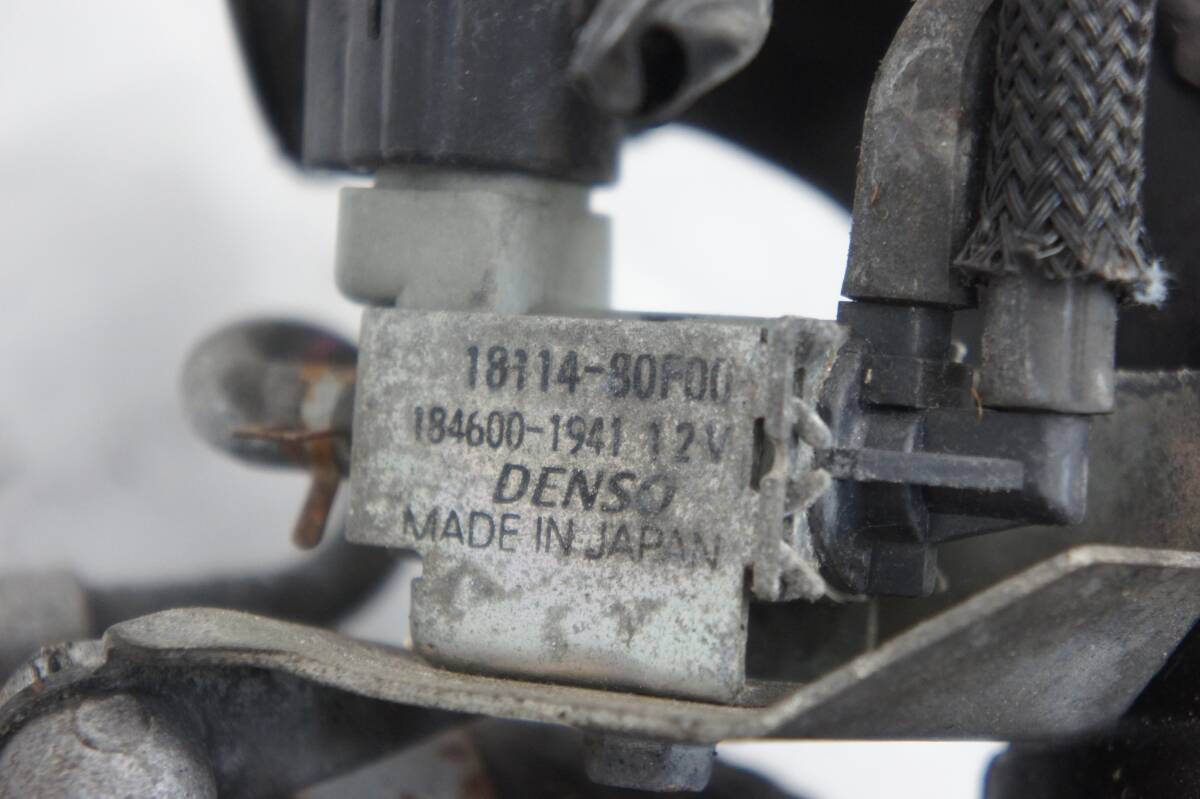 18114-80F00
184600-1941 12V
DENSO
MADE IN JAPAN